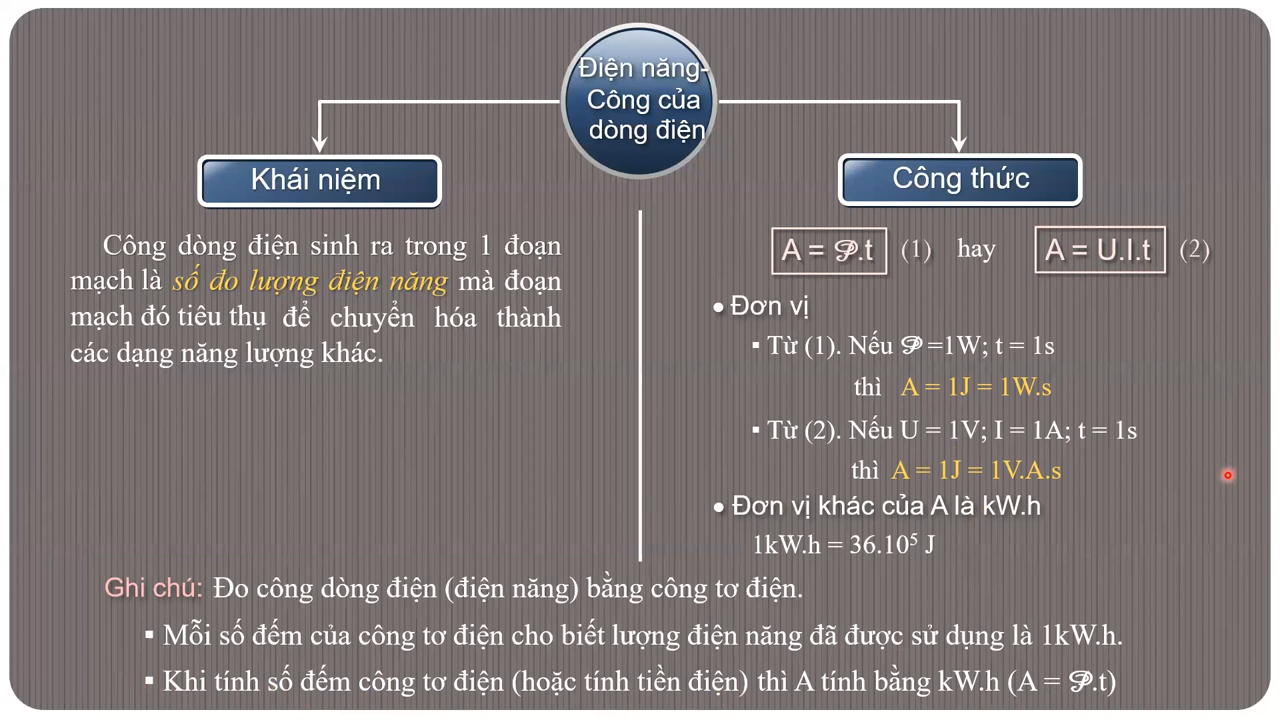 Điện năng-
Công của
dòng điện
Khái niệm
Công dòng điện sinh ra trong 1 đoạn
mạch là số đo lượng điện năng mà đoạn
mạch đó tiêu thụ để chuyển hóa thành
các dạng năng lượng khác.
Công thức
A = 𝒫.t (1) hay A = U.I.t (2)
• Đơn vị
▪ Từ (1). Nếu 𝒫 =1W; t = 1s
thì A = 1J = 1W.s
▪ Từ (2). Nếu U = 1V; I = 1A; t = 1s
thì A = 1J = 1V.A.s
• Đơn vị khác của A là kW.h
1kW.h = 36.10⁵ J
Ghi chú: Đo công dòng điện (điện năng) bằng công tơ điện.
▪ Mỗi số đếm của công tơ điện cho biết lượng điện năng đã được sử dụng là 1kW.h.
▪ Khi tính số đếm công tơ điện (hoặc tính tiền điện) thì A tính bằng kW.h (A = 𝒫.t)